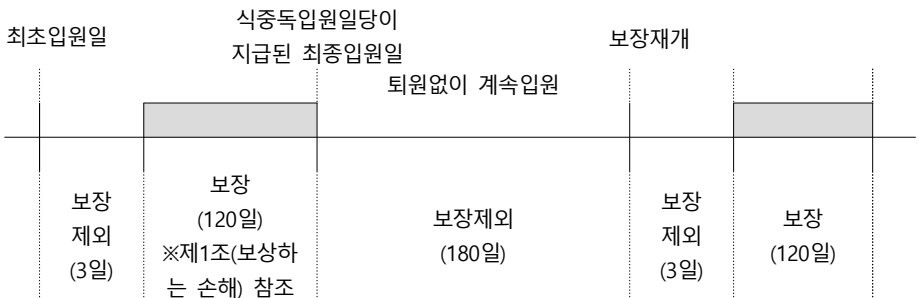 최초입원일
식중독입원일당이
지급된 최종입원일
보장재개
퇴원없이 계속입원
보장
제외
(3일)
보장
(120일)
※제1조(보상하
는 손해) 참조
보장제외
(180일)
보장
제외
(3일)
보장
(120일)